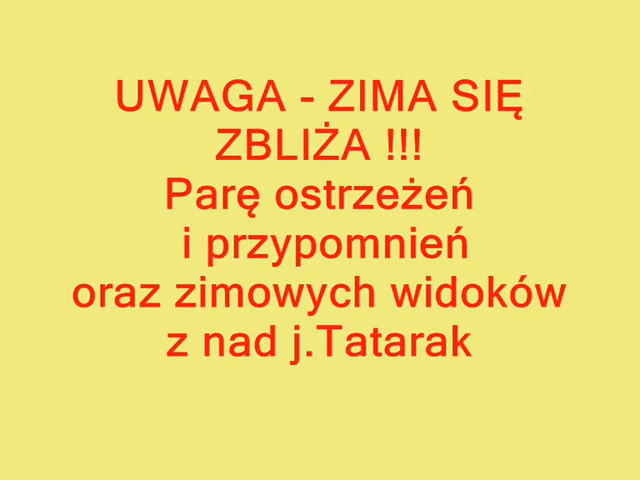 UWAGA - ZIMA SIĘ
ZBLIŻA !!!
Parę ostrzeżeń
i przypomnień
oraz zimowych widoków
z nad j.Tatarak